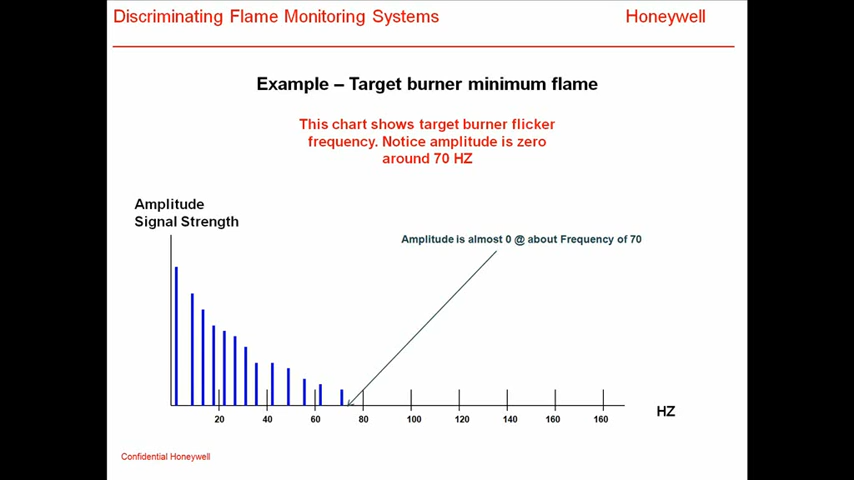 Discriminating Flame Monitoring Systems
Honeywell
Example – Target burner minimum flame
This chart shows target burner flicker
frequency. Notice amplitude is zero
around 70 HZ
Amplitude
Signal Strength
Amplitude is almost 0 @ about Frequency of 70
20 40 60 80 100 120 140 160 160
HZ
Confidential Honeywell